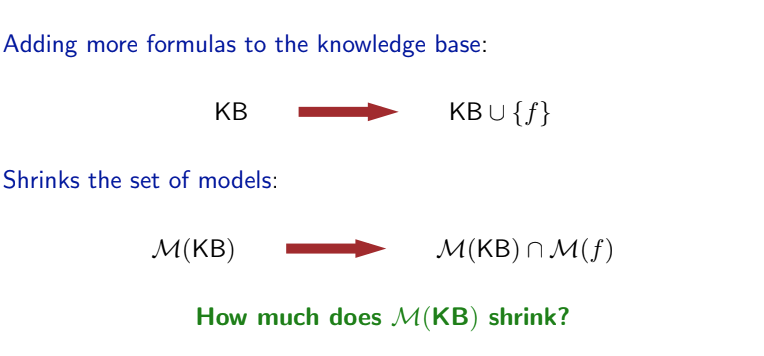 Adding more formulas to the knowledge base:
KB KB ∪ {f}
Shrinks the set of models:
ℳ(KB) ℳ(KB) ∩ ℳ(f)
How much does ℳ(KB) shrink?